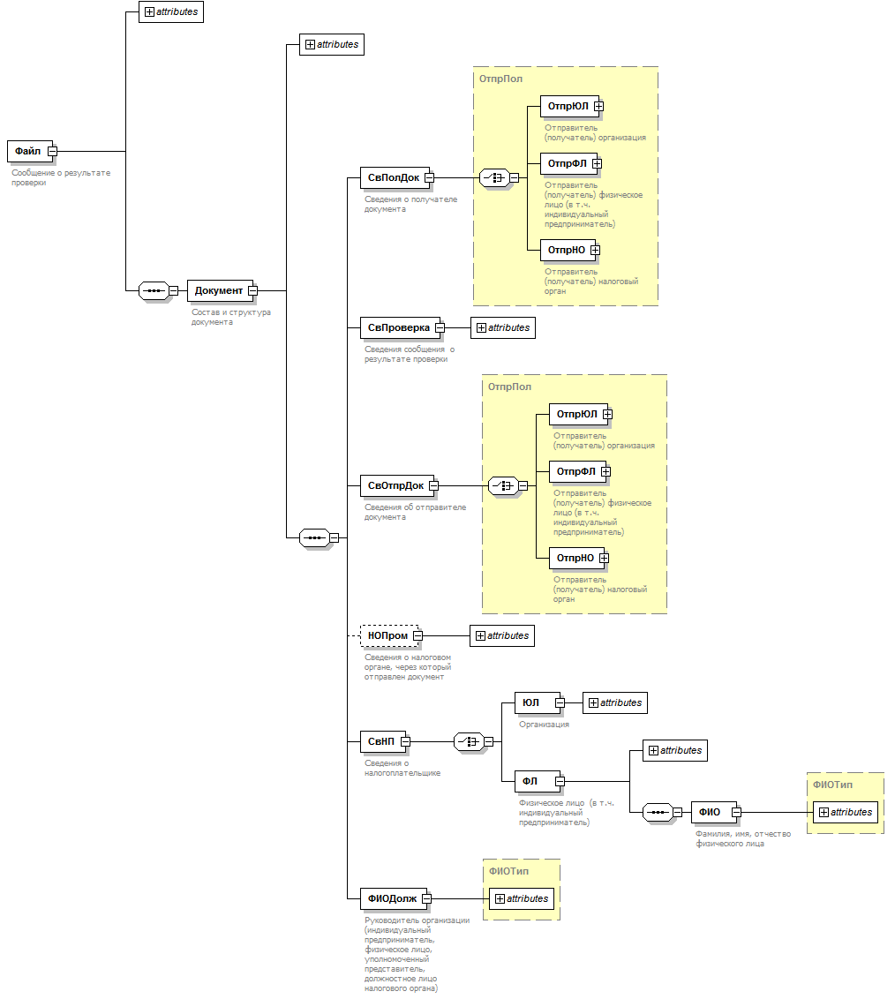 attributes
attributes
ОтпрПол
ОтпрЮЛ
Отправитель
(получатель) организация
Файл
Сообщение о результате
проверки
ОтпрФЛ
Отправитель
(получатель) физическое
лицо (в т.ч.
индивидуальный
предприниматель)
СвПолДок
Сведения о получателе
документа
ОтпрНО
Отправитель
(получатель) налоговый
орган
Документ
Состав и структура
документа
СвПроверка
attributes
Сведения сообщения о
результате проверки
ОтпрПол
ОтпрЮЛ
Отправитель
(получатель) организация
ОтпрФЛ
Отправитель
(получатель) физическое
лицо (в т.ч.
индивидуальный
предприниматель)
СвОтпрДок
Сведения об отправителе
документа
ОтпрНО
Отправитель
(получатель) налоговый
орган
НОПром
attributes
Сведения о налоговом
органе, через который
отправлен документ
ЮЛ
attributes
Организация
СвНП
Сведения о
налогоплательщике
attributes
ФЛ
Физическое лицо (в т.ч.
индивидуальный
предприниматель)
ФИОТип
ФИО
attributes
Фамилия, имя, отчество
физического лица
ФИОТип
ФИОДолж
attributes
Руководитель организации
(индивидуальный
предприниматель,
физическое лицо,
уполномоченный
представитель,
должностное лицо
налогового органа)